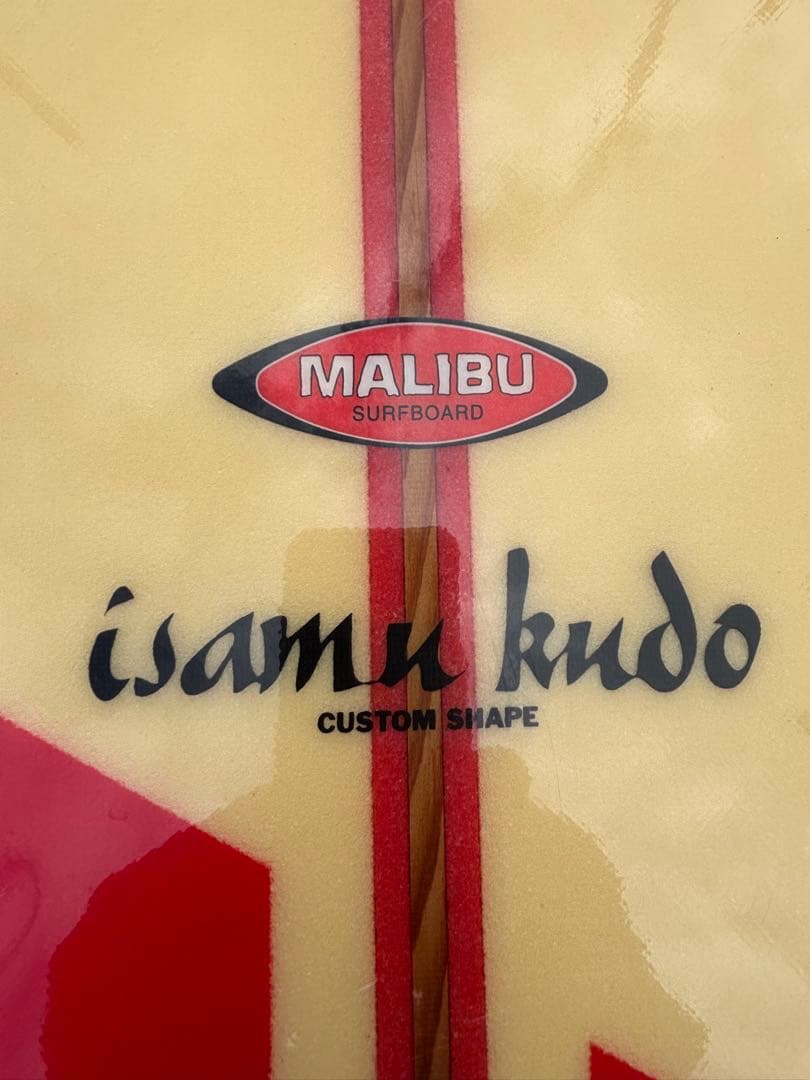 MALIBU
SURFBOARD
isamu kudo
CUSTOM SHAPE